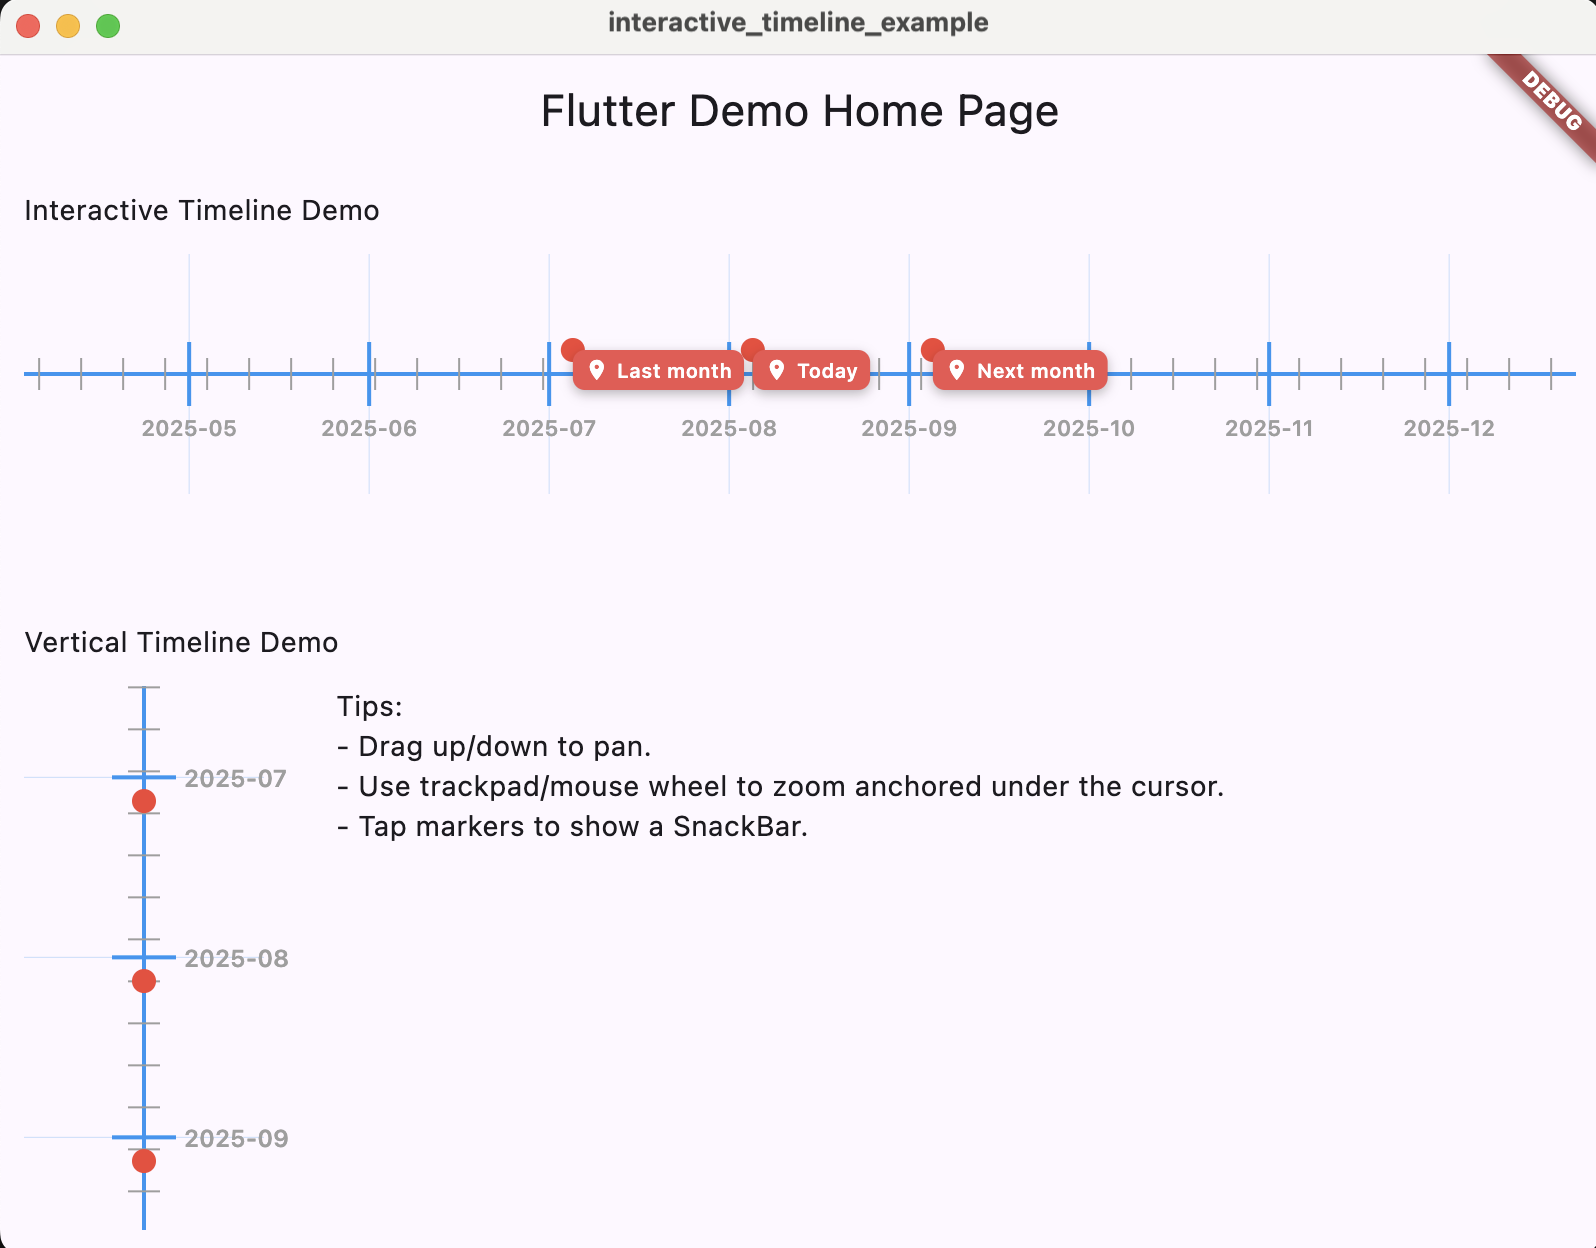 interactive_timeline_example
DEBUG
Flutter Demo Home Page
Interactive Timeline Demo
Last month
Today
Next month
2025-05 2025-06 2025-07 2025-08 2025-09 2025-10 2025-11 2025-12
Vertical Timeline Demo
2025-07
2025-08
2025-09
Tips:
- Drag up/down to pan.
- Use trackpad/mouse wheel to zoom anchored under the cursor.
- Tap markers to show a SnackBar.